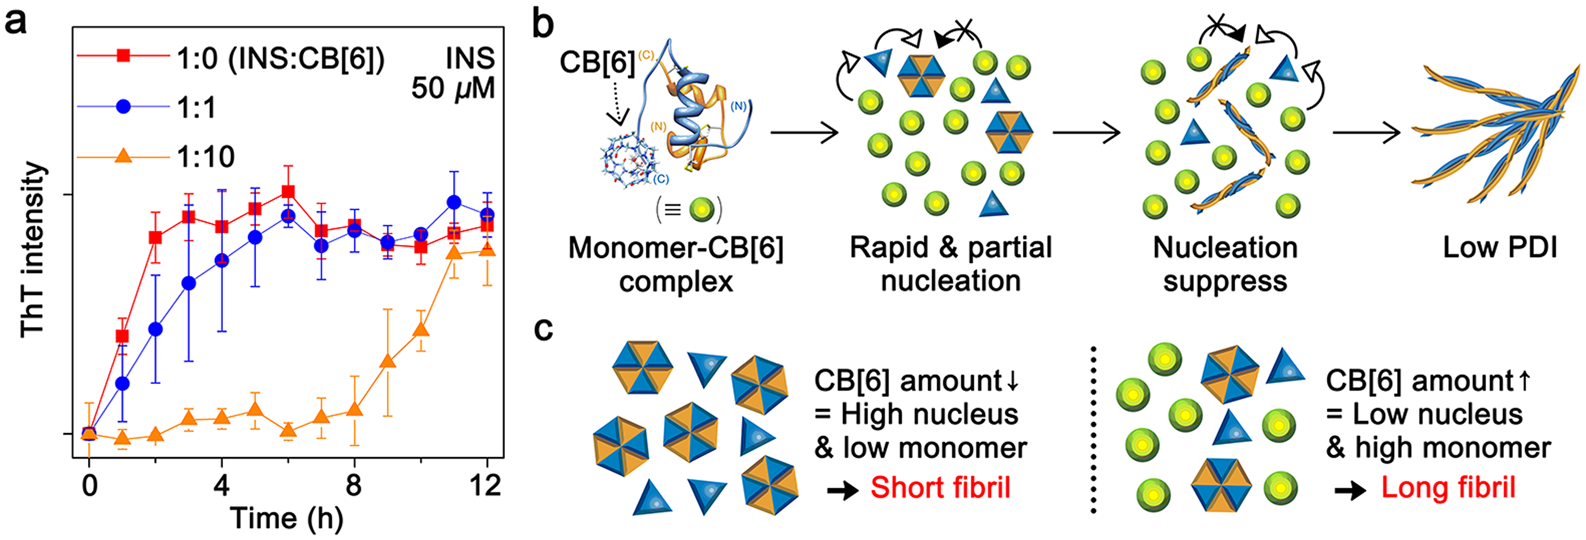 a
1:0 (INS:CB[6])
1:1
1:10
INS
50 µM
ThT intensity
0
4
8
12
Time (h)
b
CB[6]
(C)
(N)
(N)
(C)
(≡ )
Monomer-CB[6]
complex
Rapid & partial
nucleation
Nucleation
suppress
Low PDI
c
CB[6] amount↓
= High nucleus
& low monomer
➔ Short fibril
CB[6] amount↑
= Low nucleus
& high monomer
➔ Long fibril